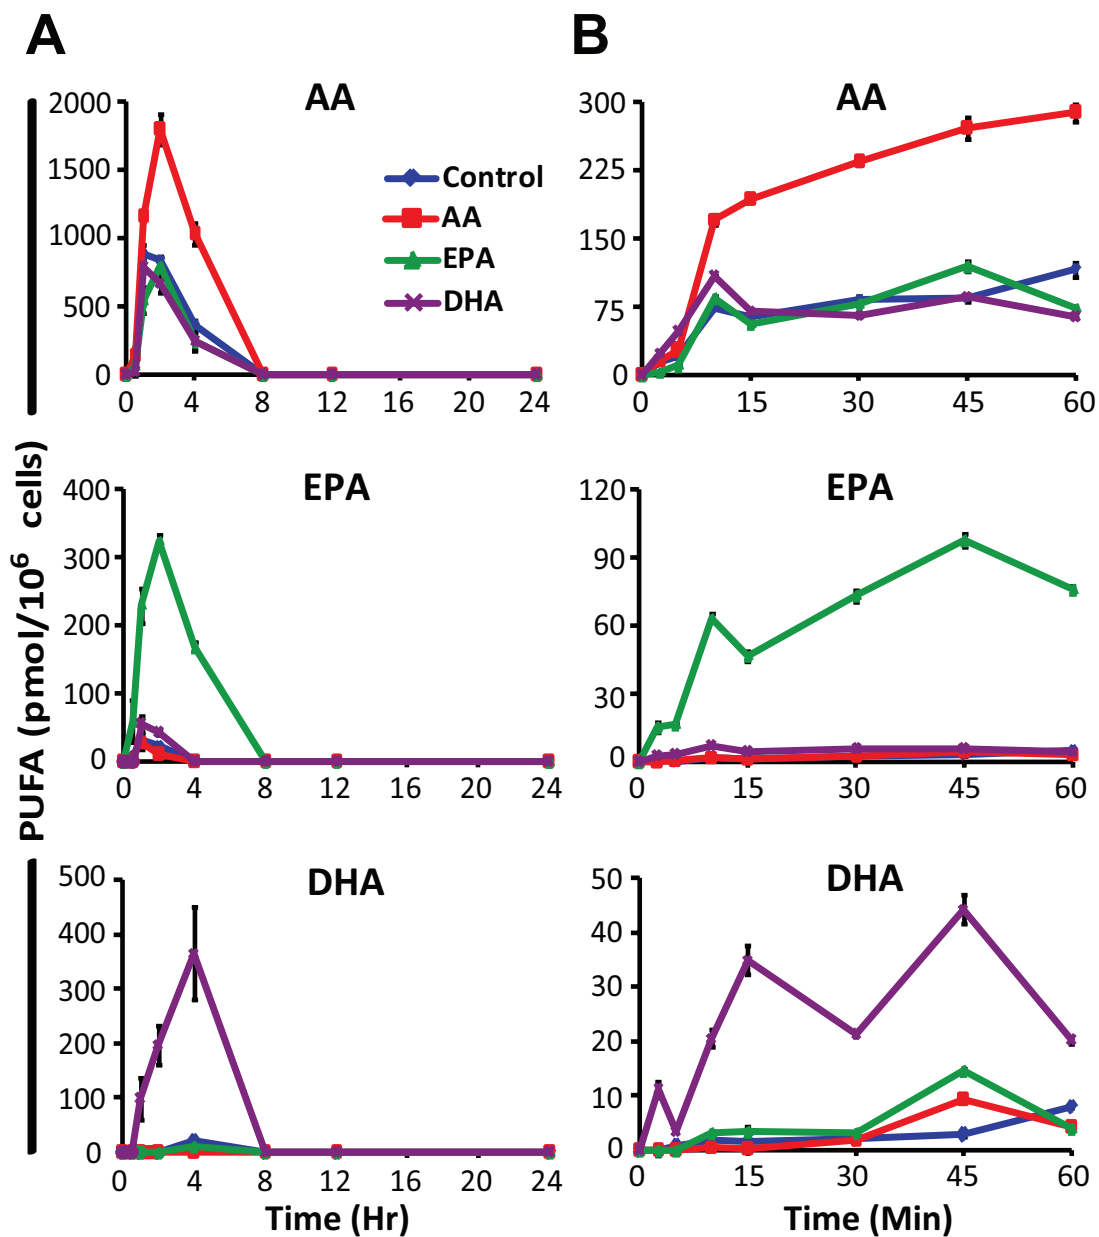 A
B
PUFA (pmol/10⁶ cells)
AA
2000
1500
1000
500
0
0 4 8 12 16 20 24
Control
AA
EPA
DHA
AA
300
225
150
75
0
0 15 30 45 60
EPA
400
300
200
100
0
0 4 8 12 16 20 24
EPA
120
90
60
30
0
0 15 30 45 60
DHA
500
400
300
200
100
0
0 4 8 12 16 20 24
Time (Hr)
DHA
50
40
30
20
10
0
0 15 30 45 60
Time (Min)